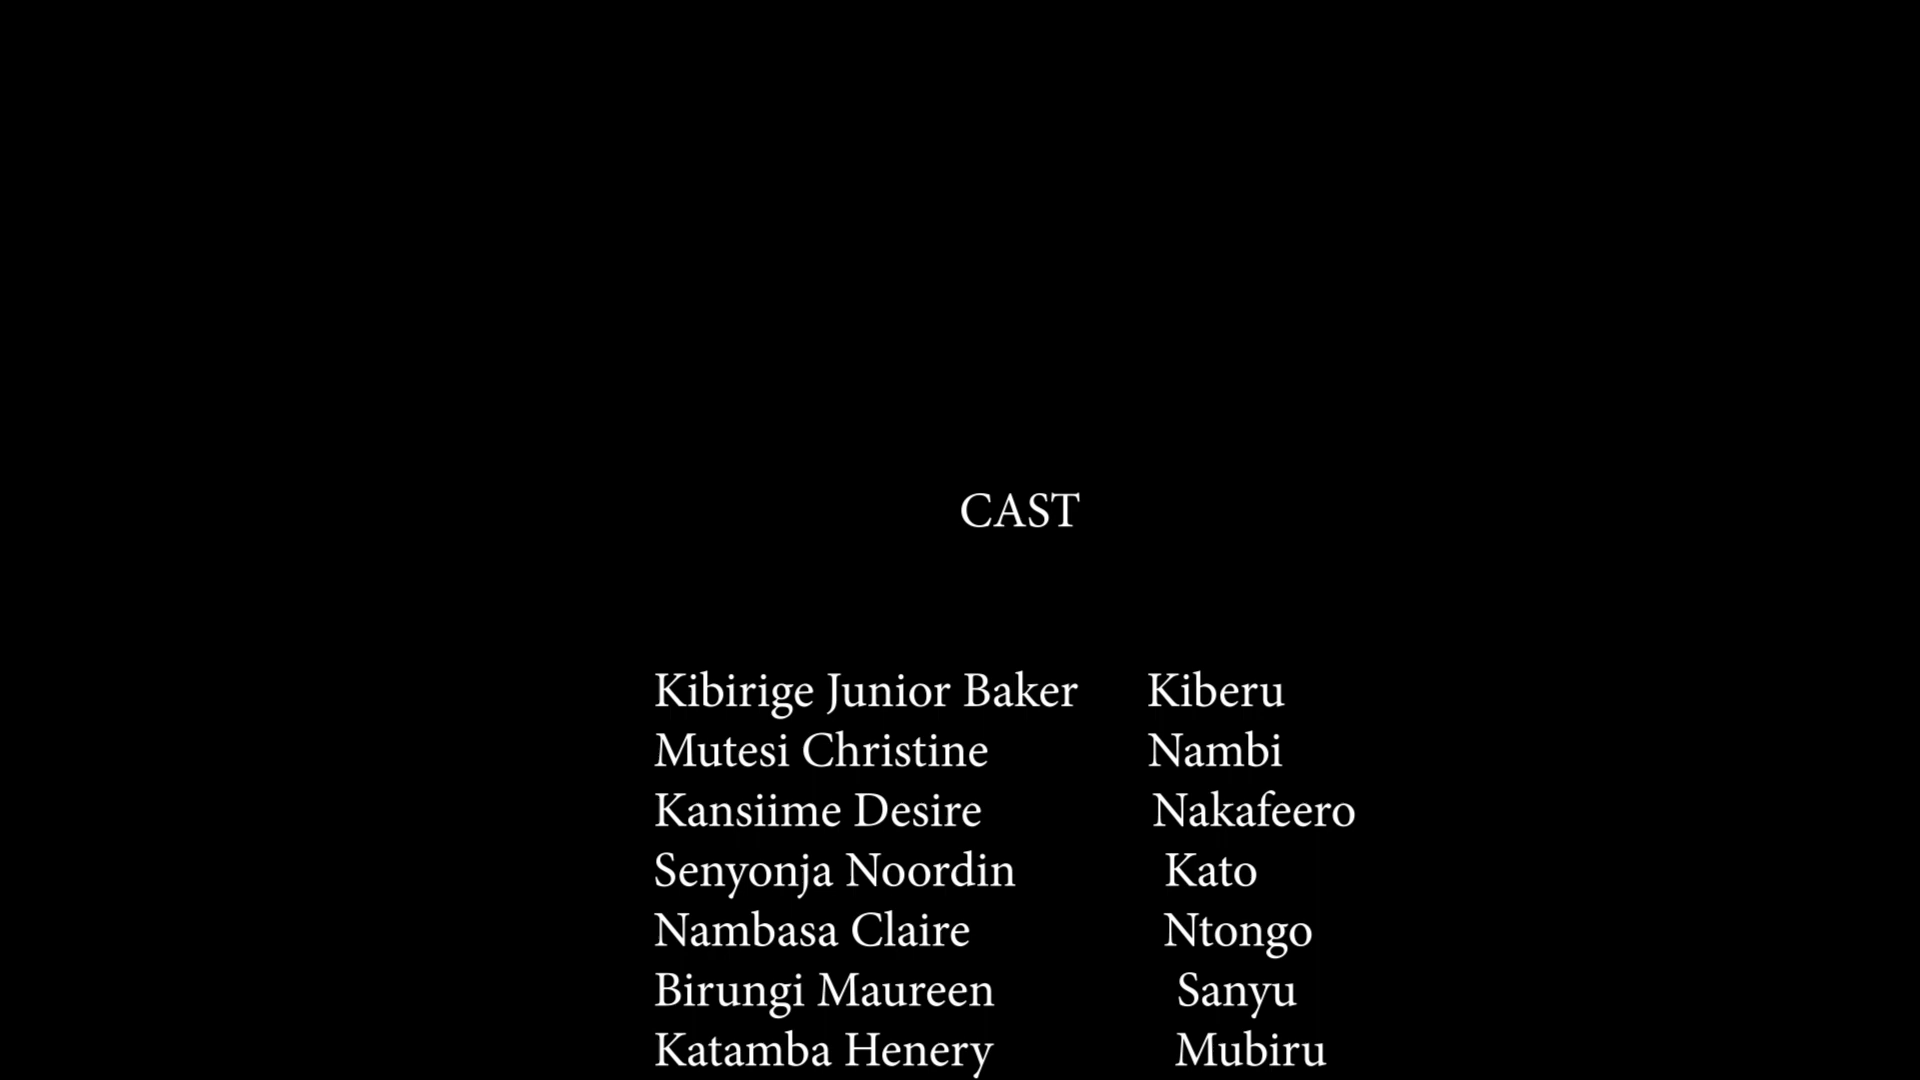 CAST
Kibirige Junior Baker Kiberu
Mutesi Christine Nambi
Kansiime Desire Nakafeero
Senyonja Noordin Kato
Nambasa Claire Ntongo
Birungi Maureen Sanyu
Katamba Henery Mubiru